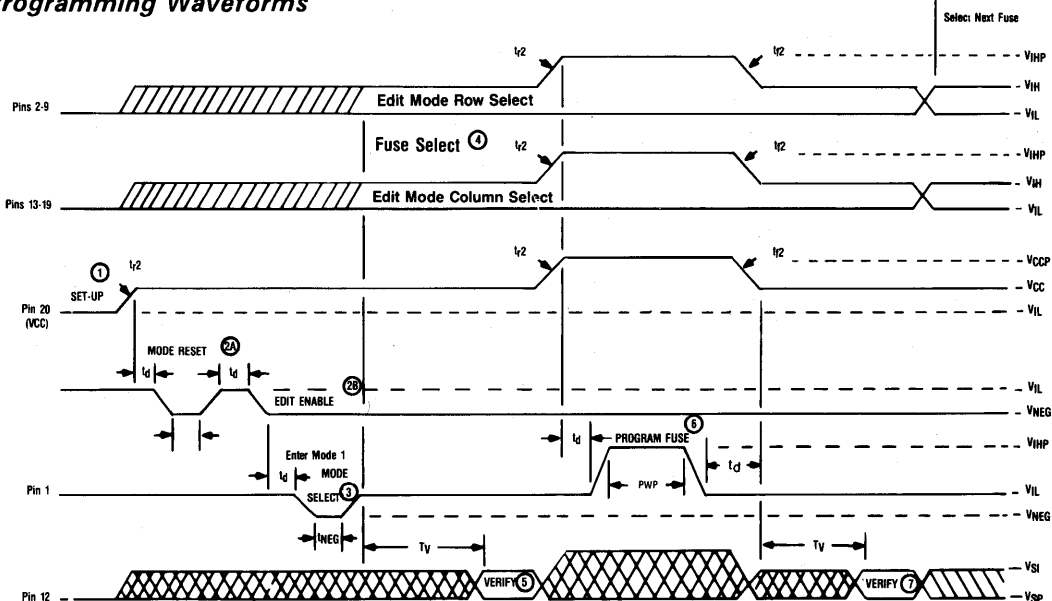 rogramming Waveforms
Select Next Fuse
tr2
tf2
VIHP
Pins 2-9
Edit Mode Row Select
VIH
VIL
Fuse Select ④
tr2
tf2
VIHP
Pins 13-19
Edit Mode Column Select
VIH
VIL
① tr2
tr2
tf2
VCCP
SET-UP
VCC
Pin 20
(VCC)
VIL
MODE RESET 2A
td
td
2B
VIL
EDIT ENABLE
VNEG
td
PROGRAM FUSE ⑥
VIHP
Enter Mode 1
td
MODE
td
Pin 1
SELECT ③
PWP
VIL
VNEG
tNEG
TV
TV
VSI
VERIFY ⑤
VERIFY ⑦
Pin 12
VSP